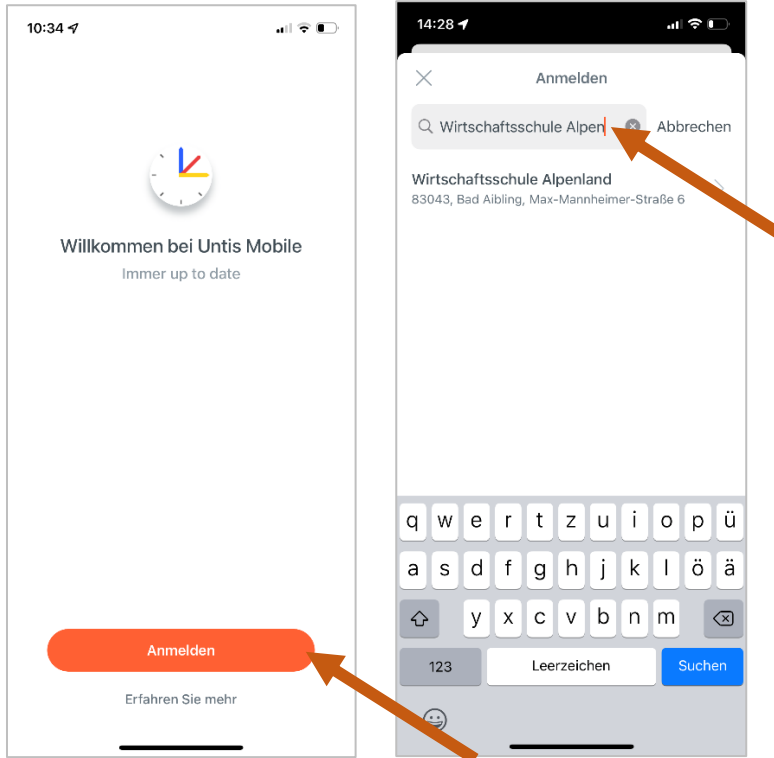 10:34
Willkommen bei Untis Mobile
Immer up to date
Anmelden
Erfahren Sie mehr
14:28
Anmelden
Wirtschaftsschule Alpen
Abbrechen
Wirtschaftsschule Alpenland
83043, Bad Aibling, Max-Mannheimer-Straße 6
q w e r t z u i o p ü
a s d f g h j k l ö ä
y x c v b n m
123 Leerzeichen Suchen